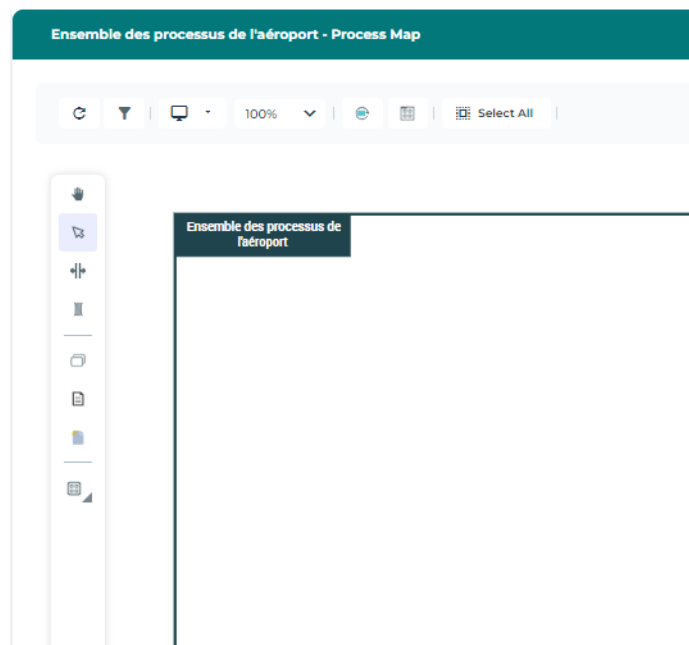 Ensemble des processus de l'aéroport - Process Map
100%
Select All
Ensemble des processus de
l'aéroport